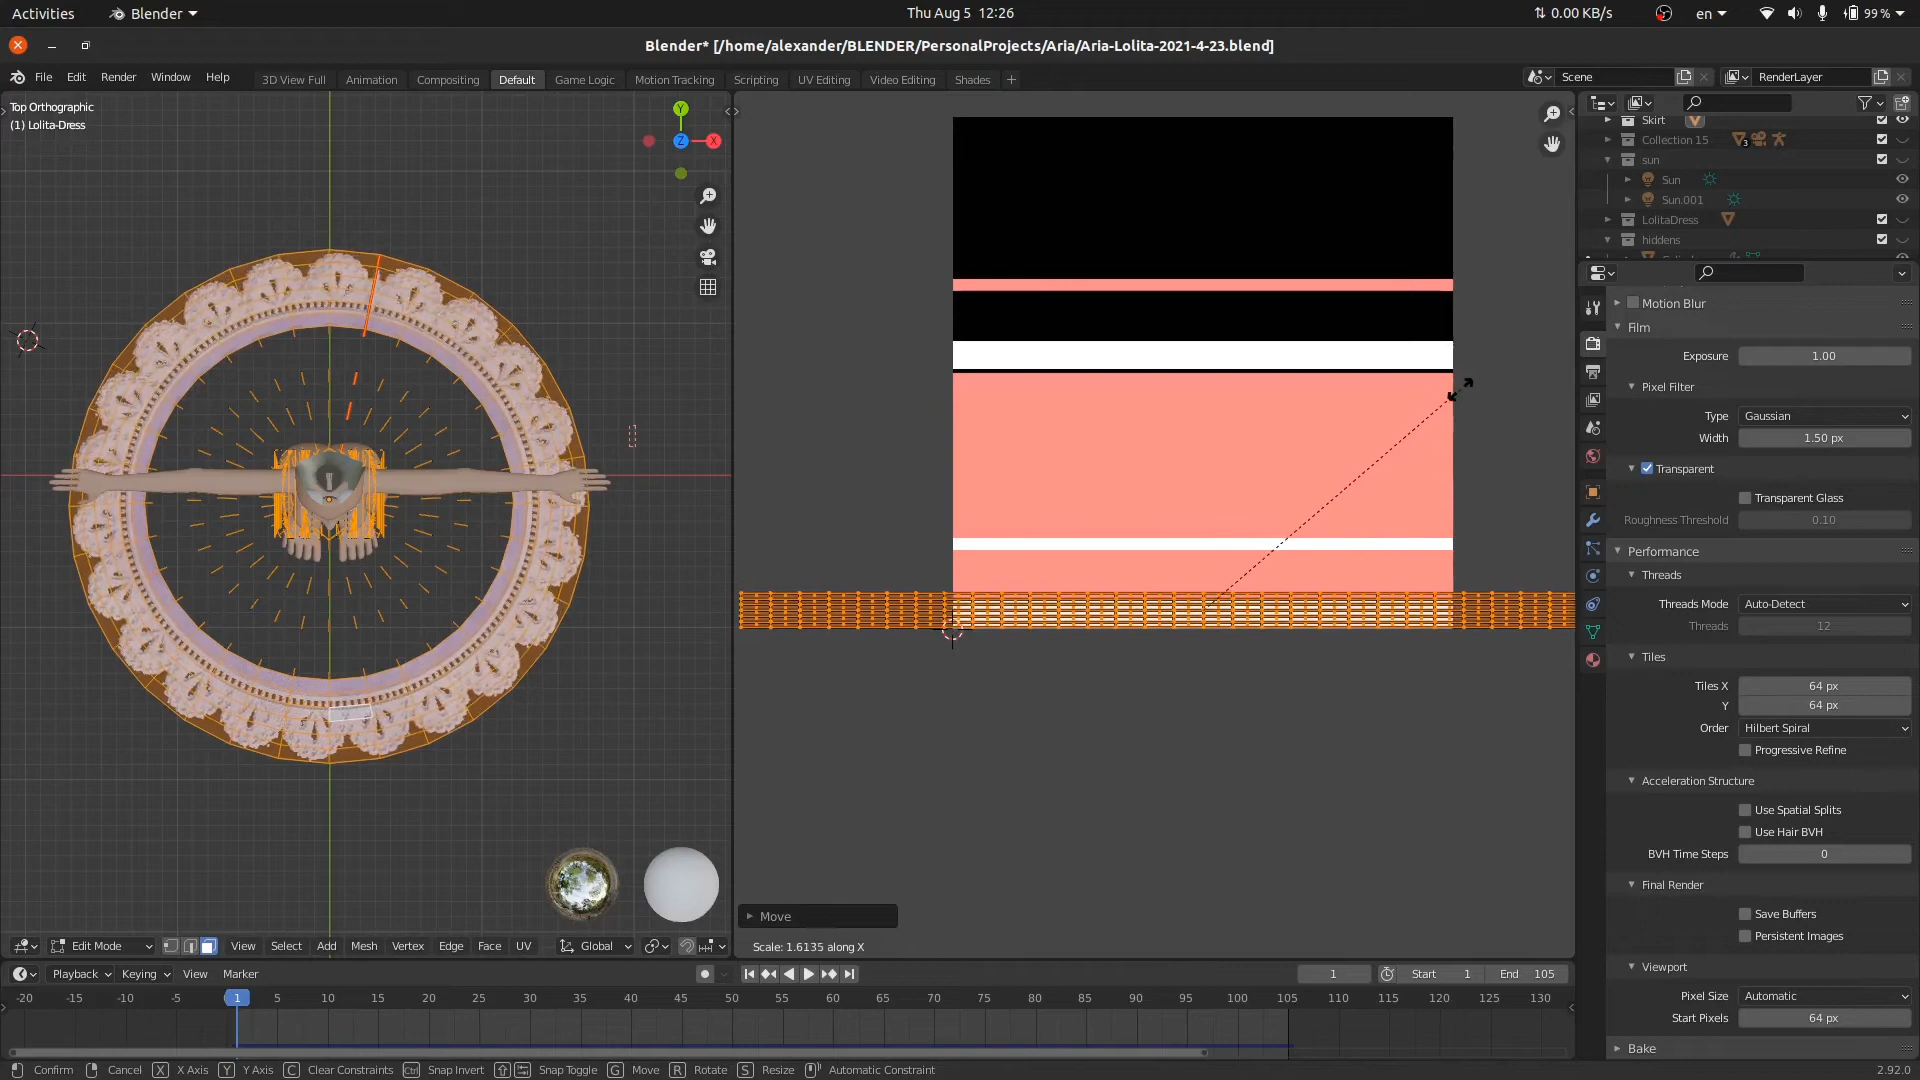 Activities
Blender
Thu Aug 5 12:26
0.00 KB/s
en
99 %
Blender* [/home/alexander/BLENDER/PersonalProjects/Aria/Aria-Lolita-2021-4-23.blend]
File Edit Render Window Help
3D View Full Animation Compositing Default Game Logic Motion Tracking Scripting UV Editing Video Editing Shades
Scene
RenderLayer
Top Orthographic
(1) Lolita-Dress
Y
Z
X
Skirt
Collection 15
3
sun
Sun
Sun.001
LolitaDress
hiddens
Motion Blur
Film
Exposure 1.00
Pixel Filter
Type Gaussian
Width 1.50 px
Transparent
Transparent Glass
Roughness Threshold 0.10
Performance
Threads
Threads Mode Auto-Detect
Threads 12
Tiles
Tiles X 64 px
Y 64 px
Order Hilbert Spiral
Progressive Refine
Acceleration Structure
Use Spatial Splits
Use Hair BVH
BVH Time Steps 0
Final Render
Save Buffers
Persistent Images
Viewport
Pixel Size Automatic
Start Pixels 64 px
Bake
Move
Scale: 1.6135 along X
Edit Mode View Select Add Mesh Vertex Edge Face UV Global
Playback Keying View Marker
1 Start 1 End 105
-20 -15 -10 -5 1 5 10 15 20 25 30 35 40 45 50 55 60 65 70 75 80 85 90 95 100 105 110 115 120 125 130
Confirm Cancel X X Axis Y Y Axis C Clear Constraints Ctrl Snap Invert Snap Toggle G Move R Rotate S Resize Automatic Constraint
2.92.0